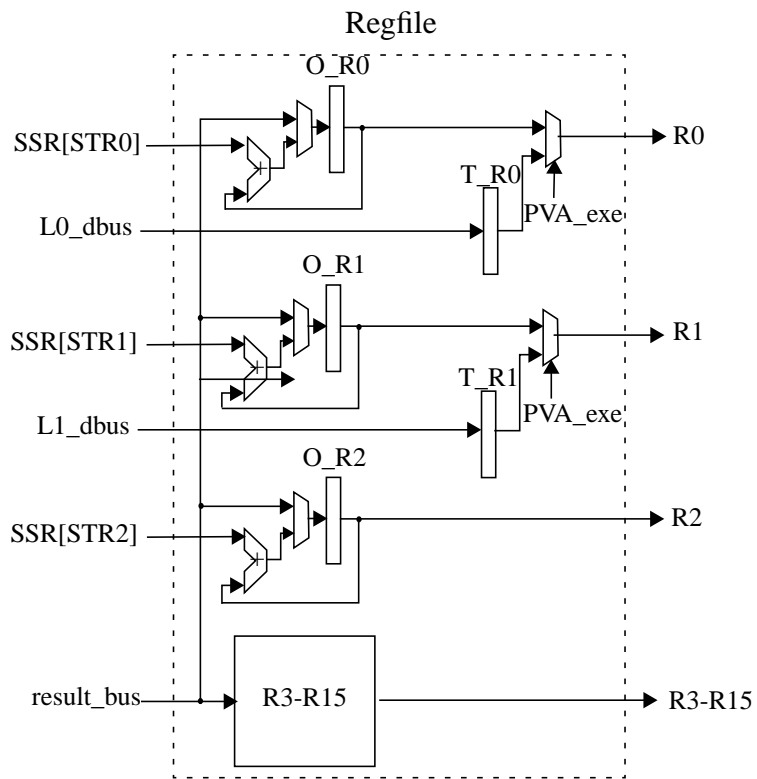 Regfile
O_R0
SSR[STR0]
R0
T_R0
PVA_exe
L0_dbus
O_R1
SSR[STR1]
R1
T_R1
PVA_exe
L1_dbus
O_R2
SSR[STR2]
R2
result_bus
R3-R15
R3-R15